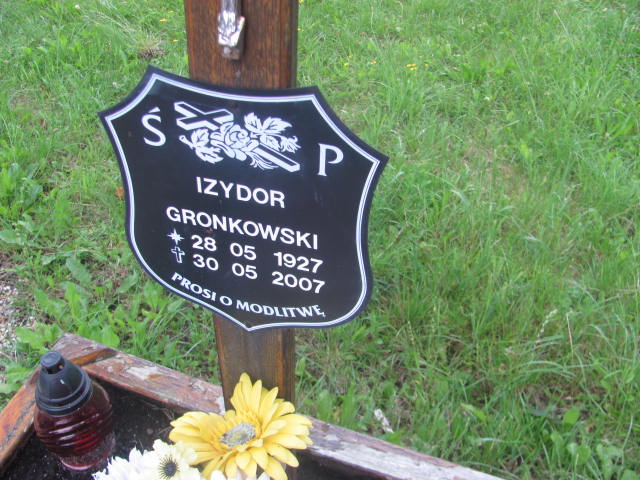 Ś P
IZYDOR
GRONKOWSKI
28 05 1927
30 05 2007
PROSI O MODLITWĘ